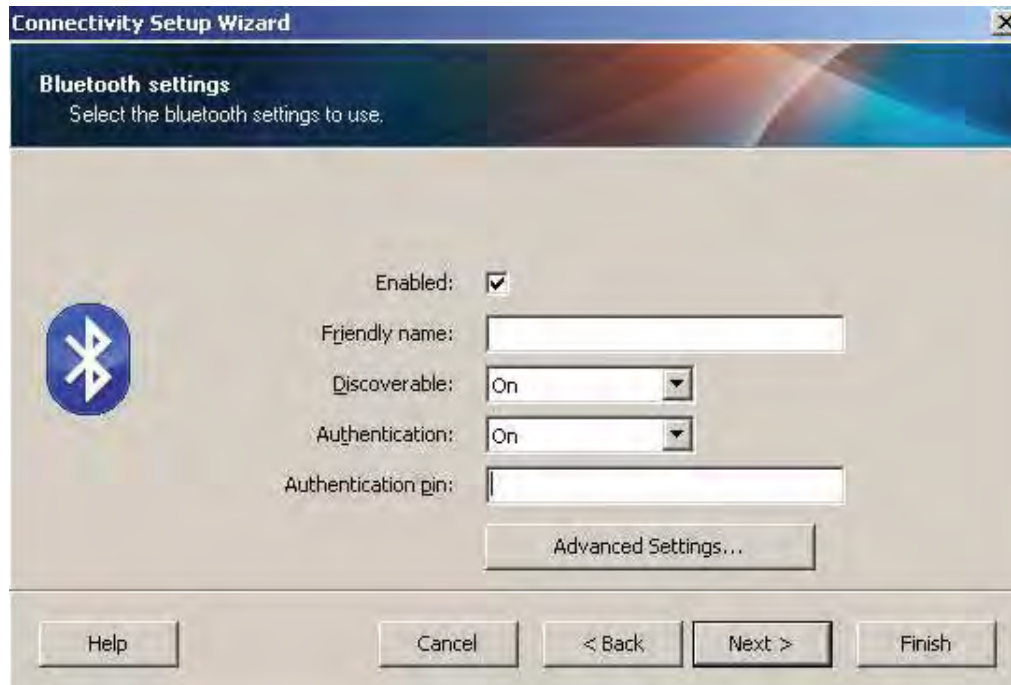 Connectivity Setup Wizard
Bluetooth settings
Select the bluetooth settings to use.
Enabled:
Friendly name:
Discoverable: On
Authentication: On
Authentication pin:
Advanced Settings...
Help Cancel < Back Next > Finish